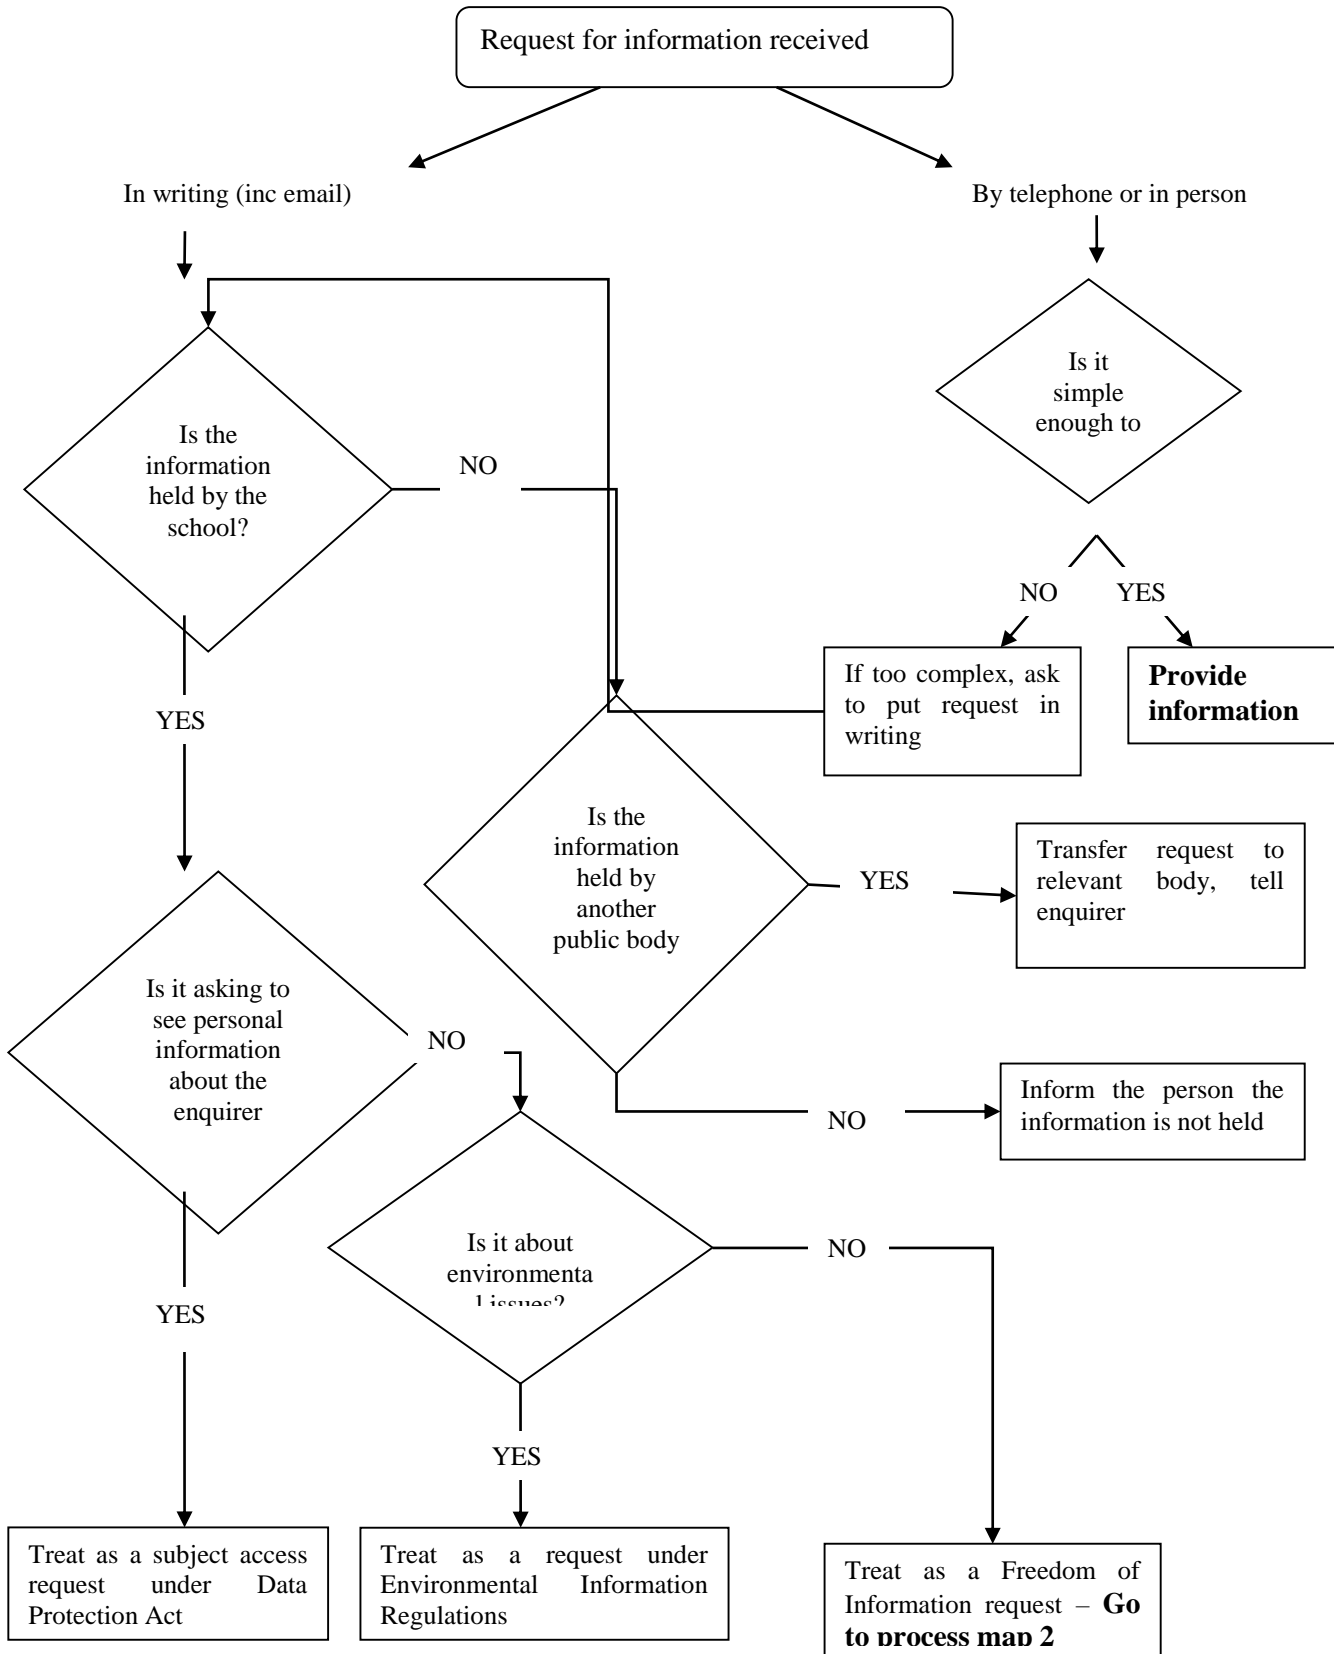 Request for information received
In writing (inc email)
By telephone or in person
Is it
simple
enough to
Is the
information
held by the
school?
NO
NO
YES
If too complex, ask
to put request in
writing
Provide
information
YES
Is the
information
held by
another
public body
YES
Transfer request to
relevant body, tell
enquirer
Is it asking to
see personal
information
about the
enquirer
NO
NO
Inform the person the
information is not held
Is it about
environmenta
l issues?
NO
YES
YES
Treat as a subject access
request under Data
Protection Act
Treat as a request under
Environmental Information
Regulations
Treat as a Freedom of
Information request – Go
to process map 2